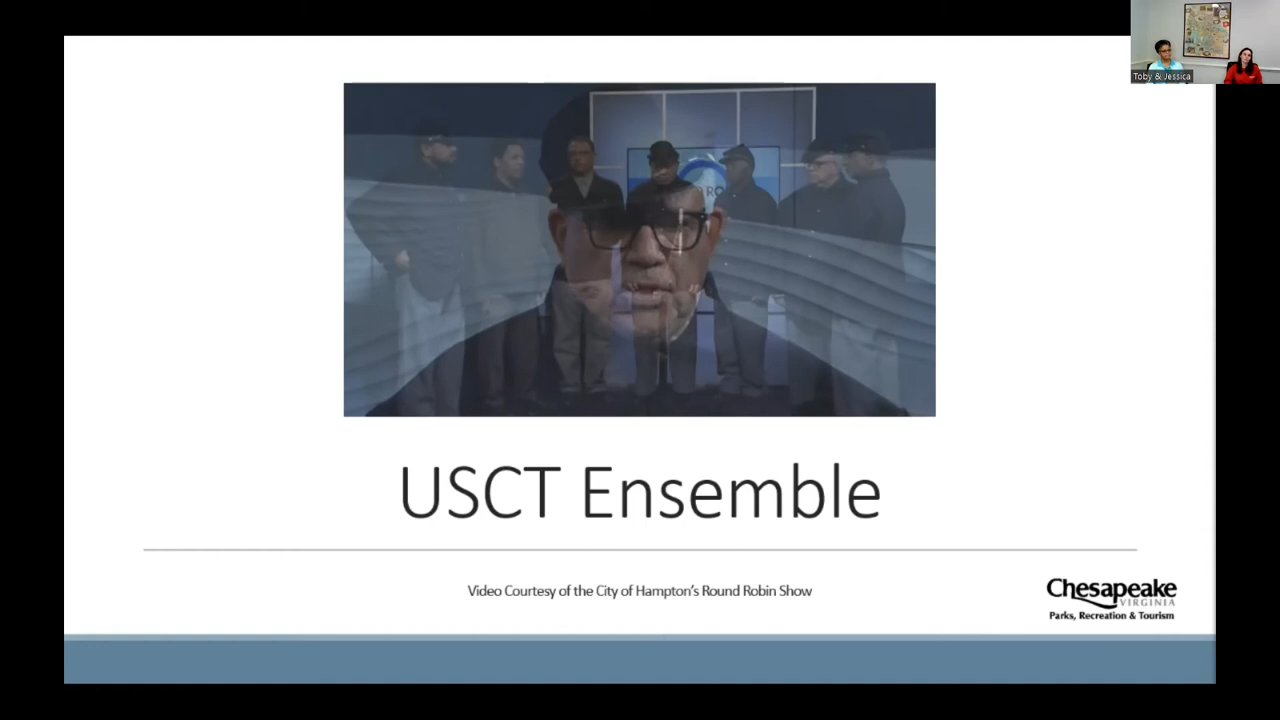 Toby & Jessica
USCT Ensemble
Video Courtesy of the City of Hampton's Round Robin Show
Chesapeake
VIRGINIA
Parks, Recreation & Tourism